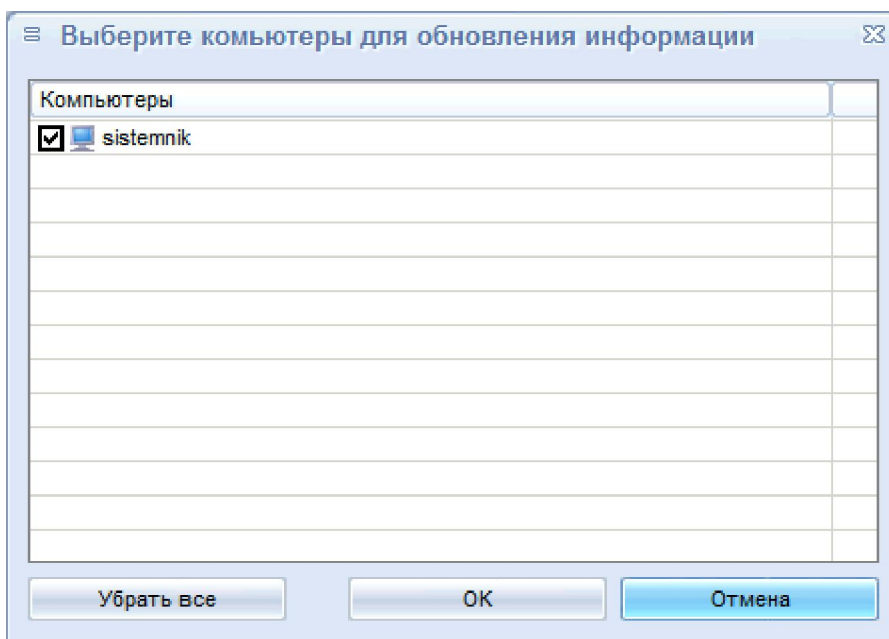 Выберите комьютеры для обновления информации
Компьютеры
sistemnik
Убрать все
OK
Отмена